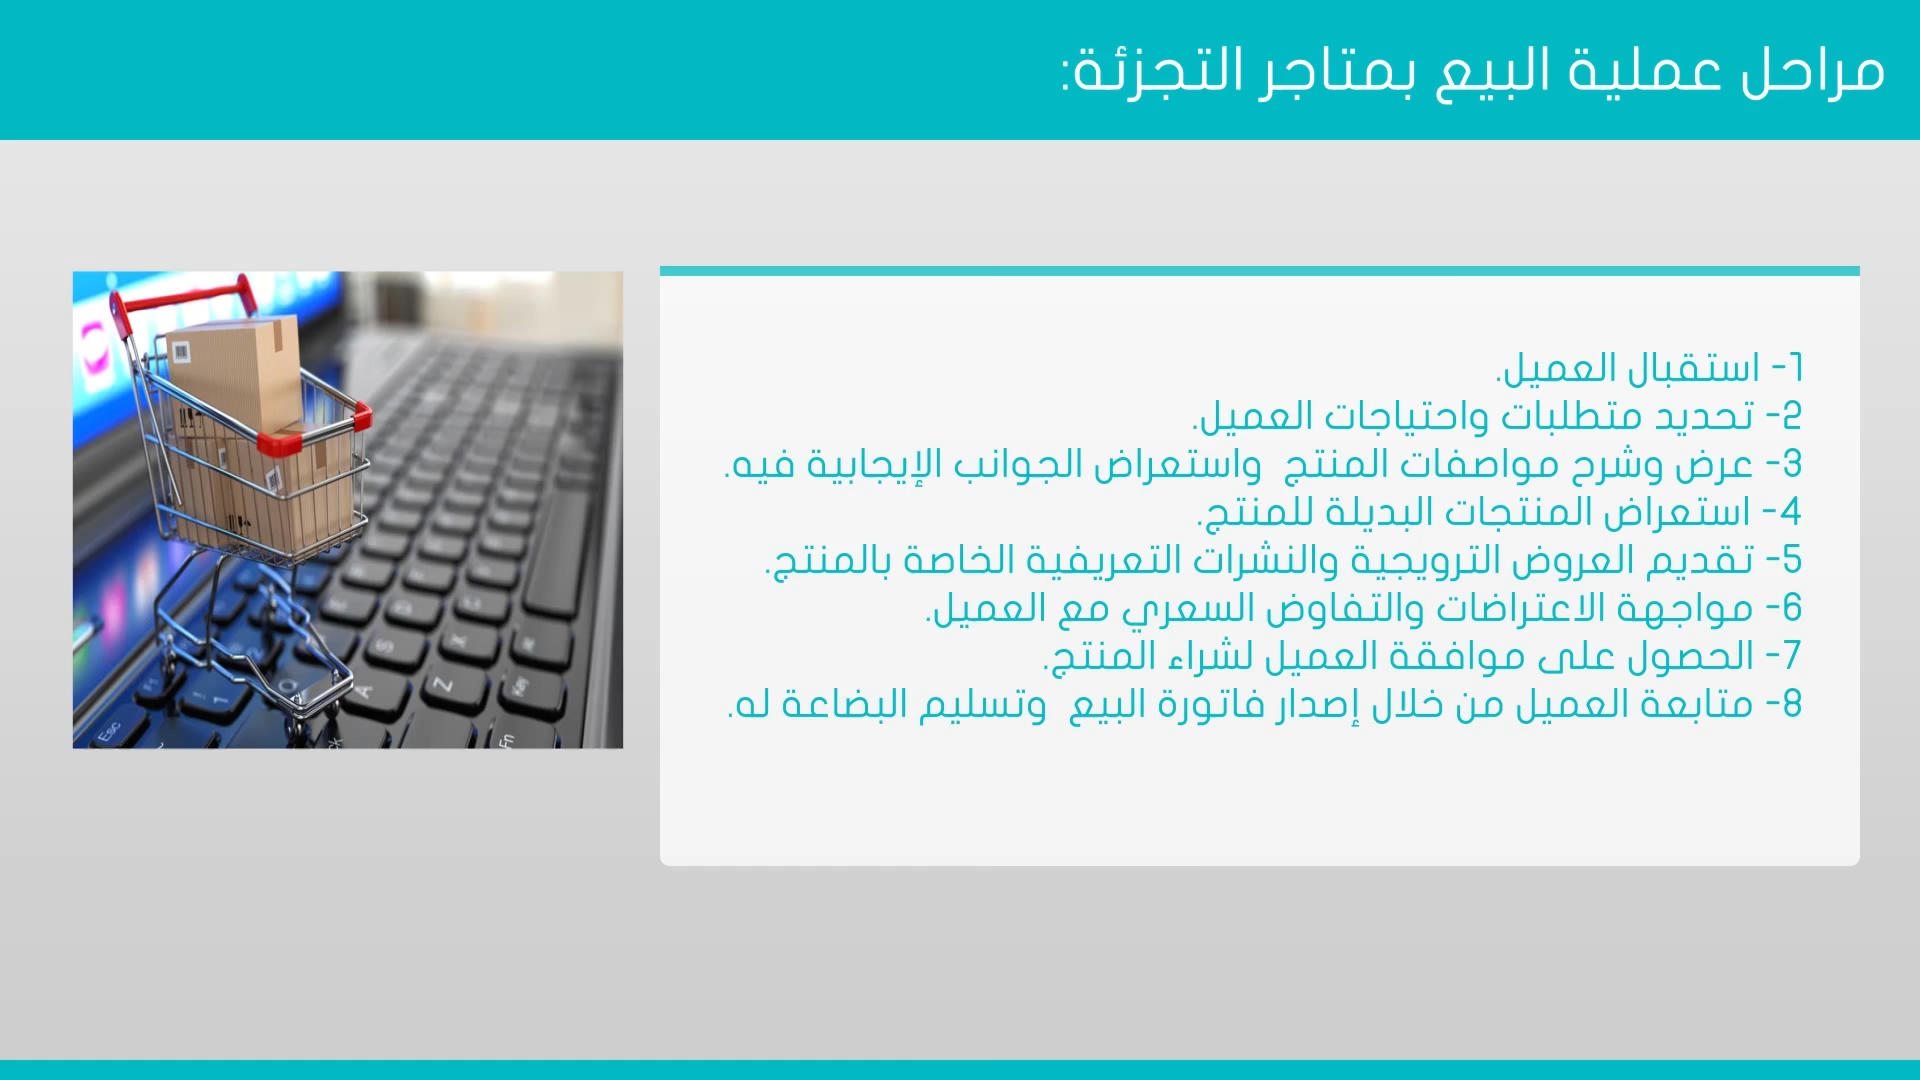 مراحل عملية البيع بمتاجر التجزئة:
1- استقبال العميل.
2- تحديد متطلبات واحتياجات العميل.
3- عرض وشرح مواصفات المنتج واستعراض الجوانب الإيجابية فيه.
4- استعراض المنتجات البديلة للمنتج.
5- تقديم العروض الترويجية والنشرات التعريفية الخاصة بالمنتج.
6- مواجهة الاعتراضات والتفاوض السعري مع العميل.
7- الحصول على موافقة العميل لشراء المنتج.
8- متابعة العميل من خلال إصدار فاتورة البيع وتسليم البضاعة له.
Esc
A
Z
S
X
Fn